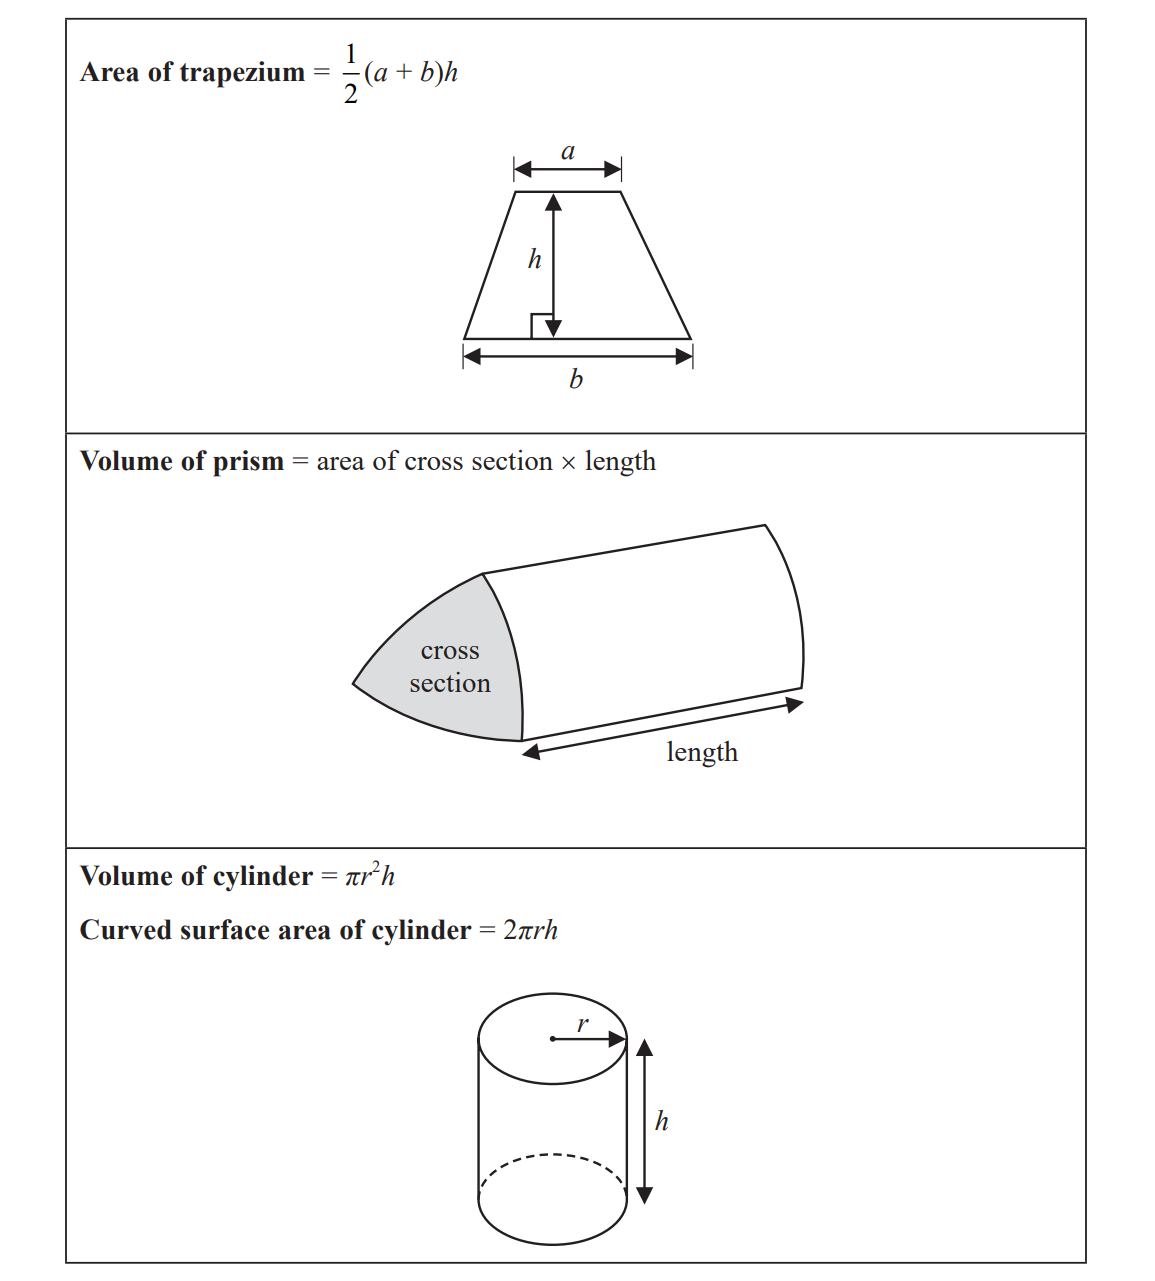 Area of trapezium = 1/2 (a + b)h
a
h
b
Volume of prism = area of cross section × length
cross
section
length
Volume of cylinder = πr²h
Curved surface area of cylinder = 2πrh
r
h